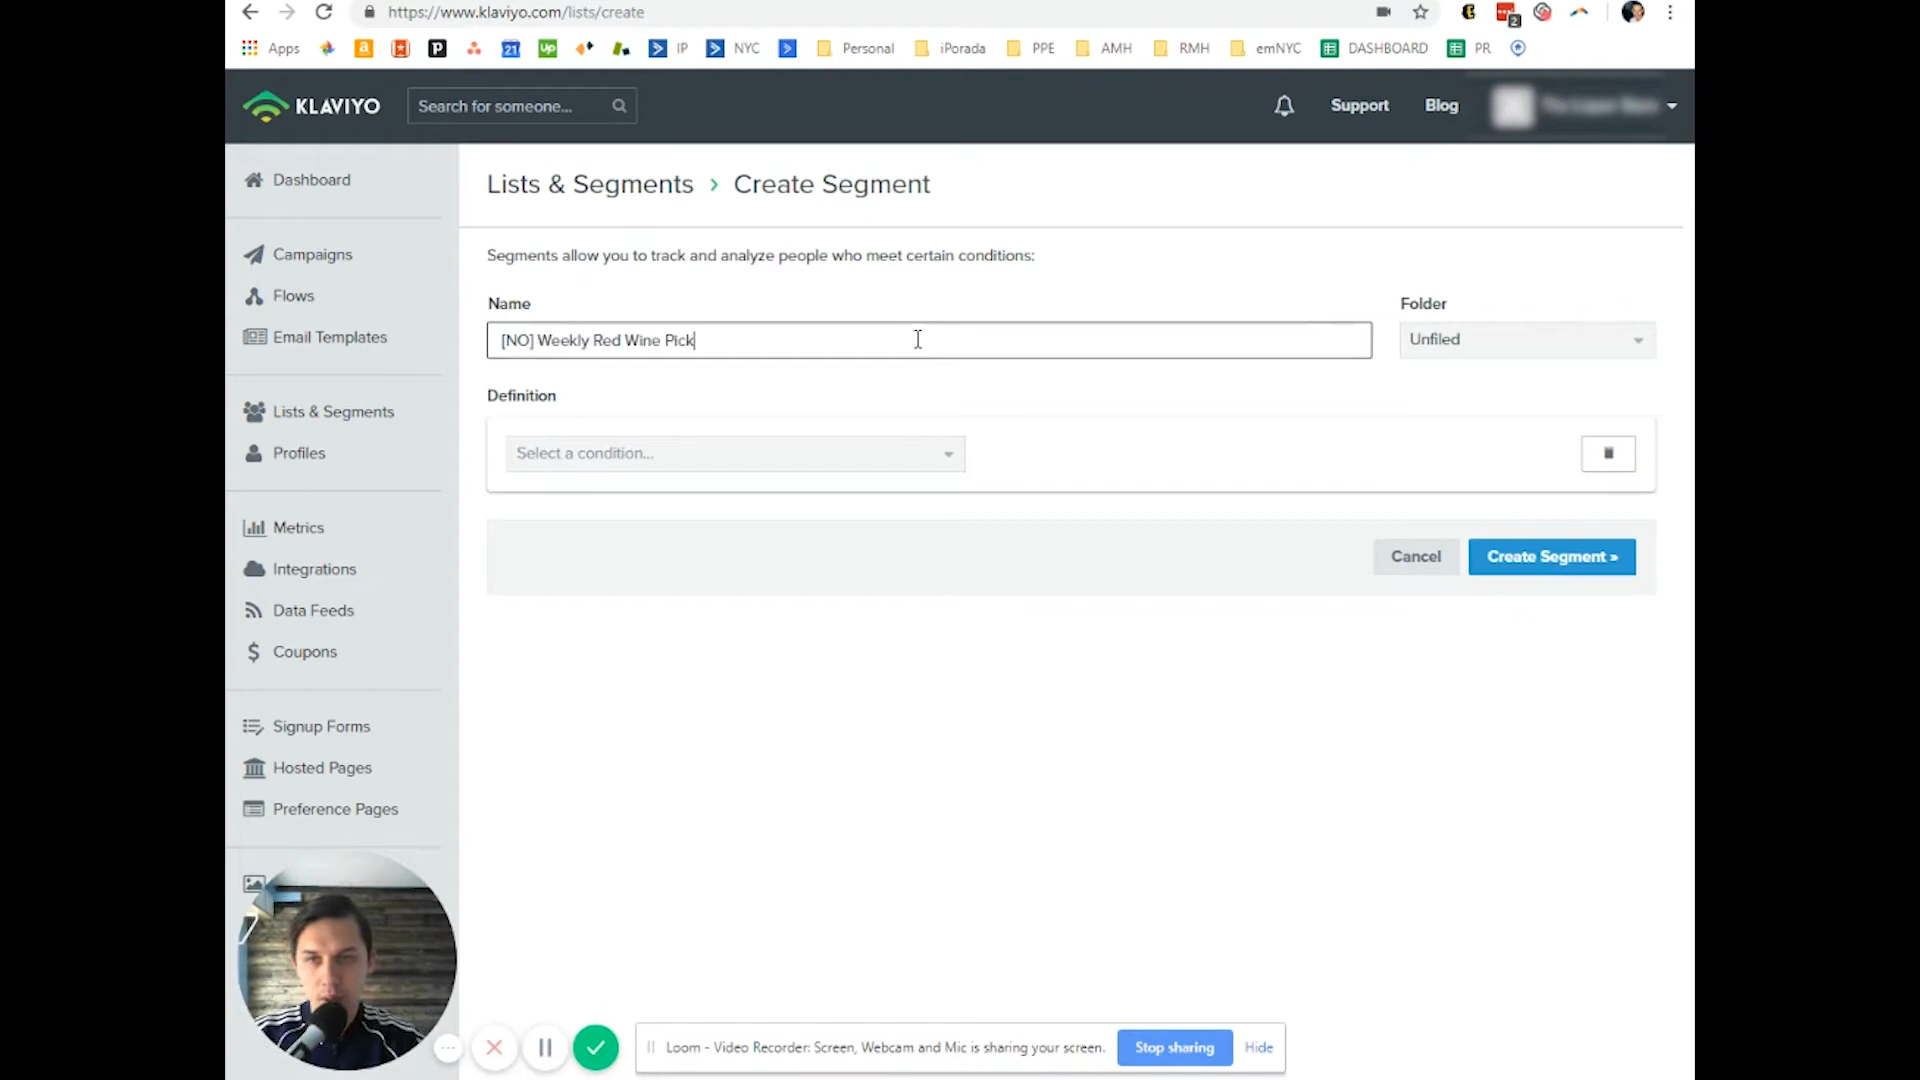 https://www.klaviyo.com/lists/create
2
Apps
a
P
21
up
IP
NYC
Personal
iPorada
PPE
AMH
RMH
emNYC
DASHBOARD
PR
KLAVIYO
Search for someone...
Support
Blog
Dashboard
Campaigns
Flows
Email Templates
Lists & Segments
Profiles
Metrics
Integrations
Data Feeds
Coupons
Signup Forms
Hosted Pages
Preference Pages
Lists & Segments › Create Segment
Segments allow you to track and analyze people who meet certain conditions:
Name
Folder
[NO] Weekly Red Wine Pick
Unfiled
Definition
Select a condition...
Cancel
Create Segment »
Loom - Video Recorder: Screen, Webcam and Mic is sharing your screen.
Stop sharing
Hide